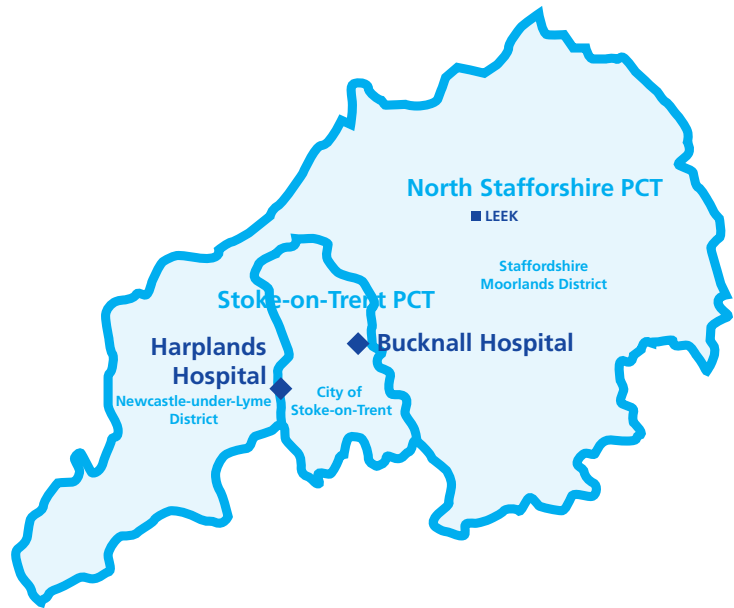 North Stafforshire PCT
LEEK
Staffordshire
Moorlands District
Stoke-on-Trent PCT
Bucknall Hospital
Harplands
Hospital
Newcastle-under-Lyme
District
City of
Stoke-on-Trent